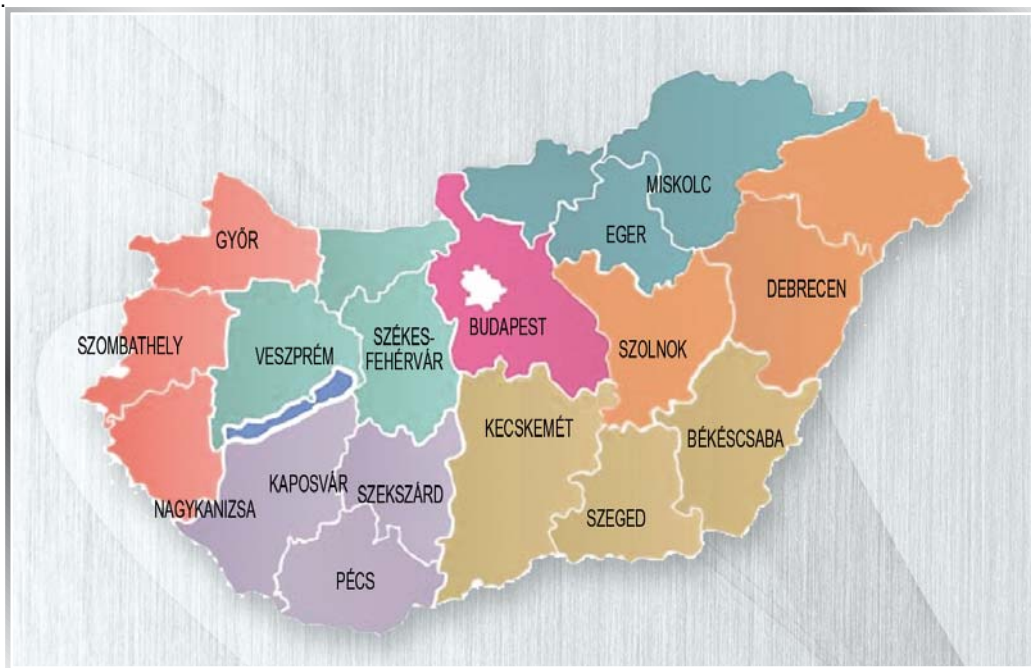 MISKOLC
EGER
GYŐR
DEBRECEN
BUDAPEST
SZOMBATHELY
VESZPRÉM
SZÉKES-
FEHÉRVÁR
SZOLNOK
KECSKEMÉT
BÉKÉSCSABA
KAPOSVÁR
SZEKSZÁRD
NAGYKANIZSA
SZEGED
PÉCS